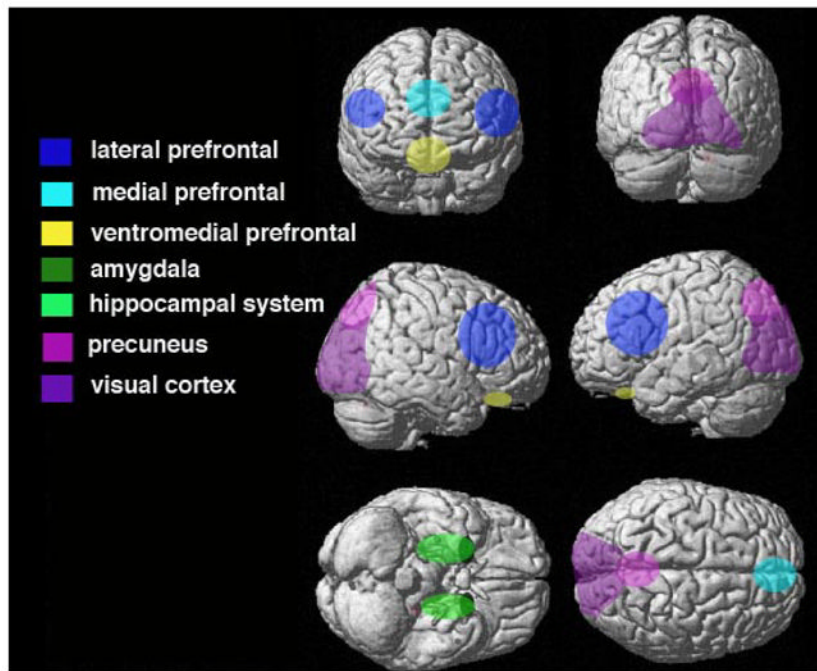 lateral prefrontal
medial prefrontal
ventromedial prefrontal
amygdala
hippocampal system
precuneus
visual cortex